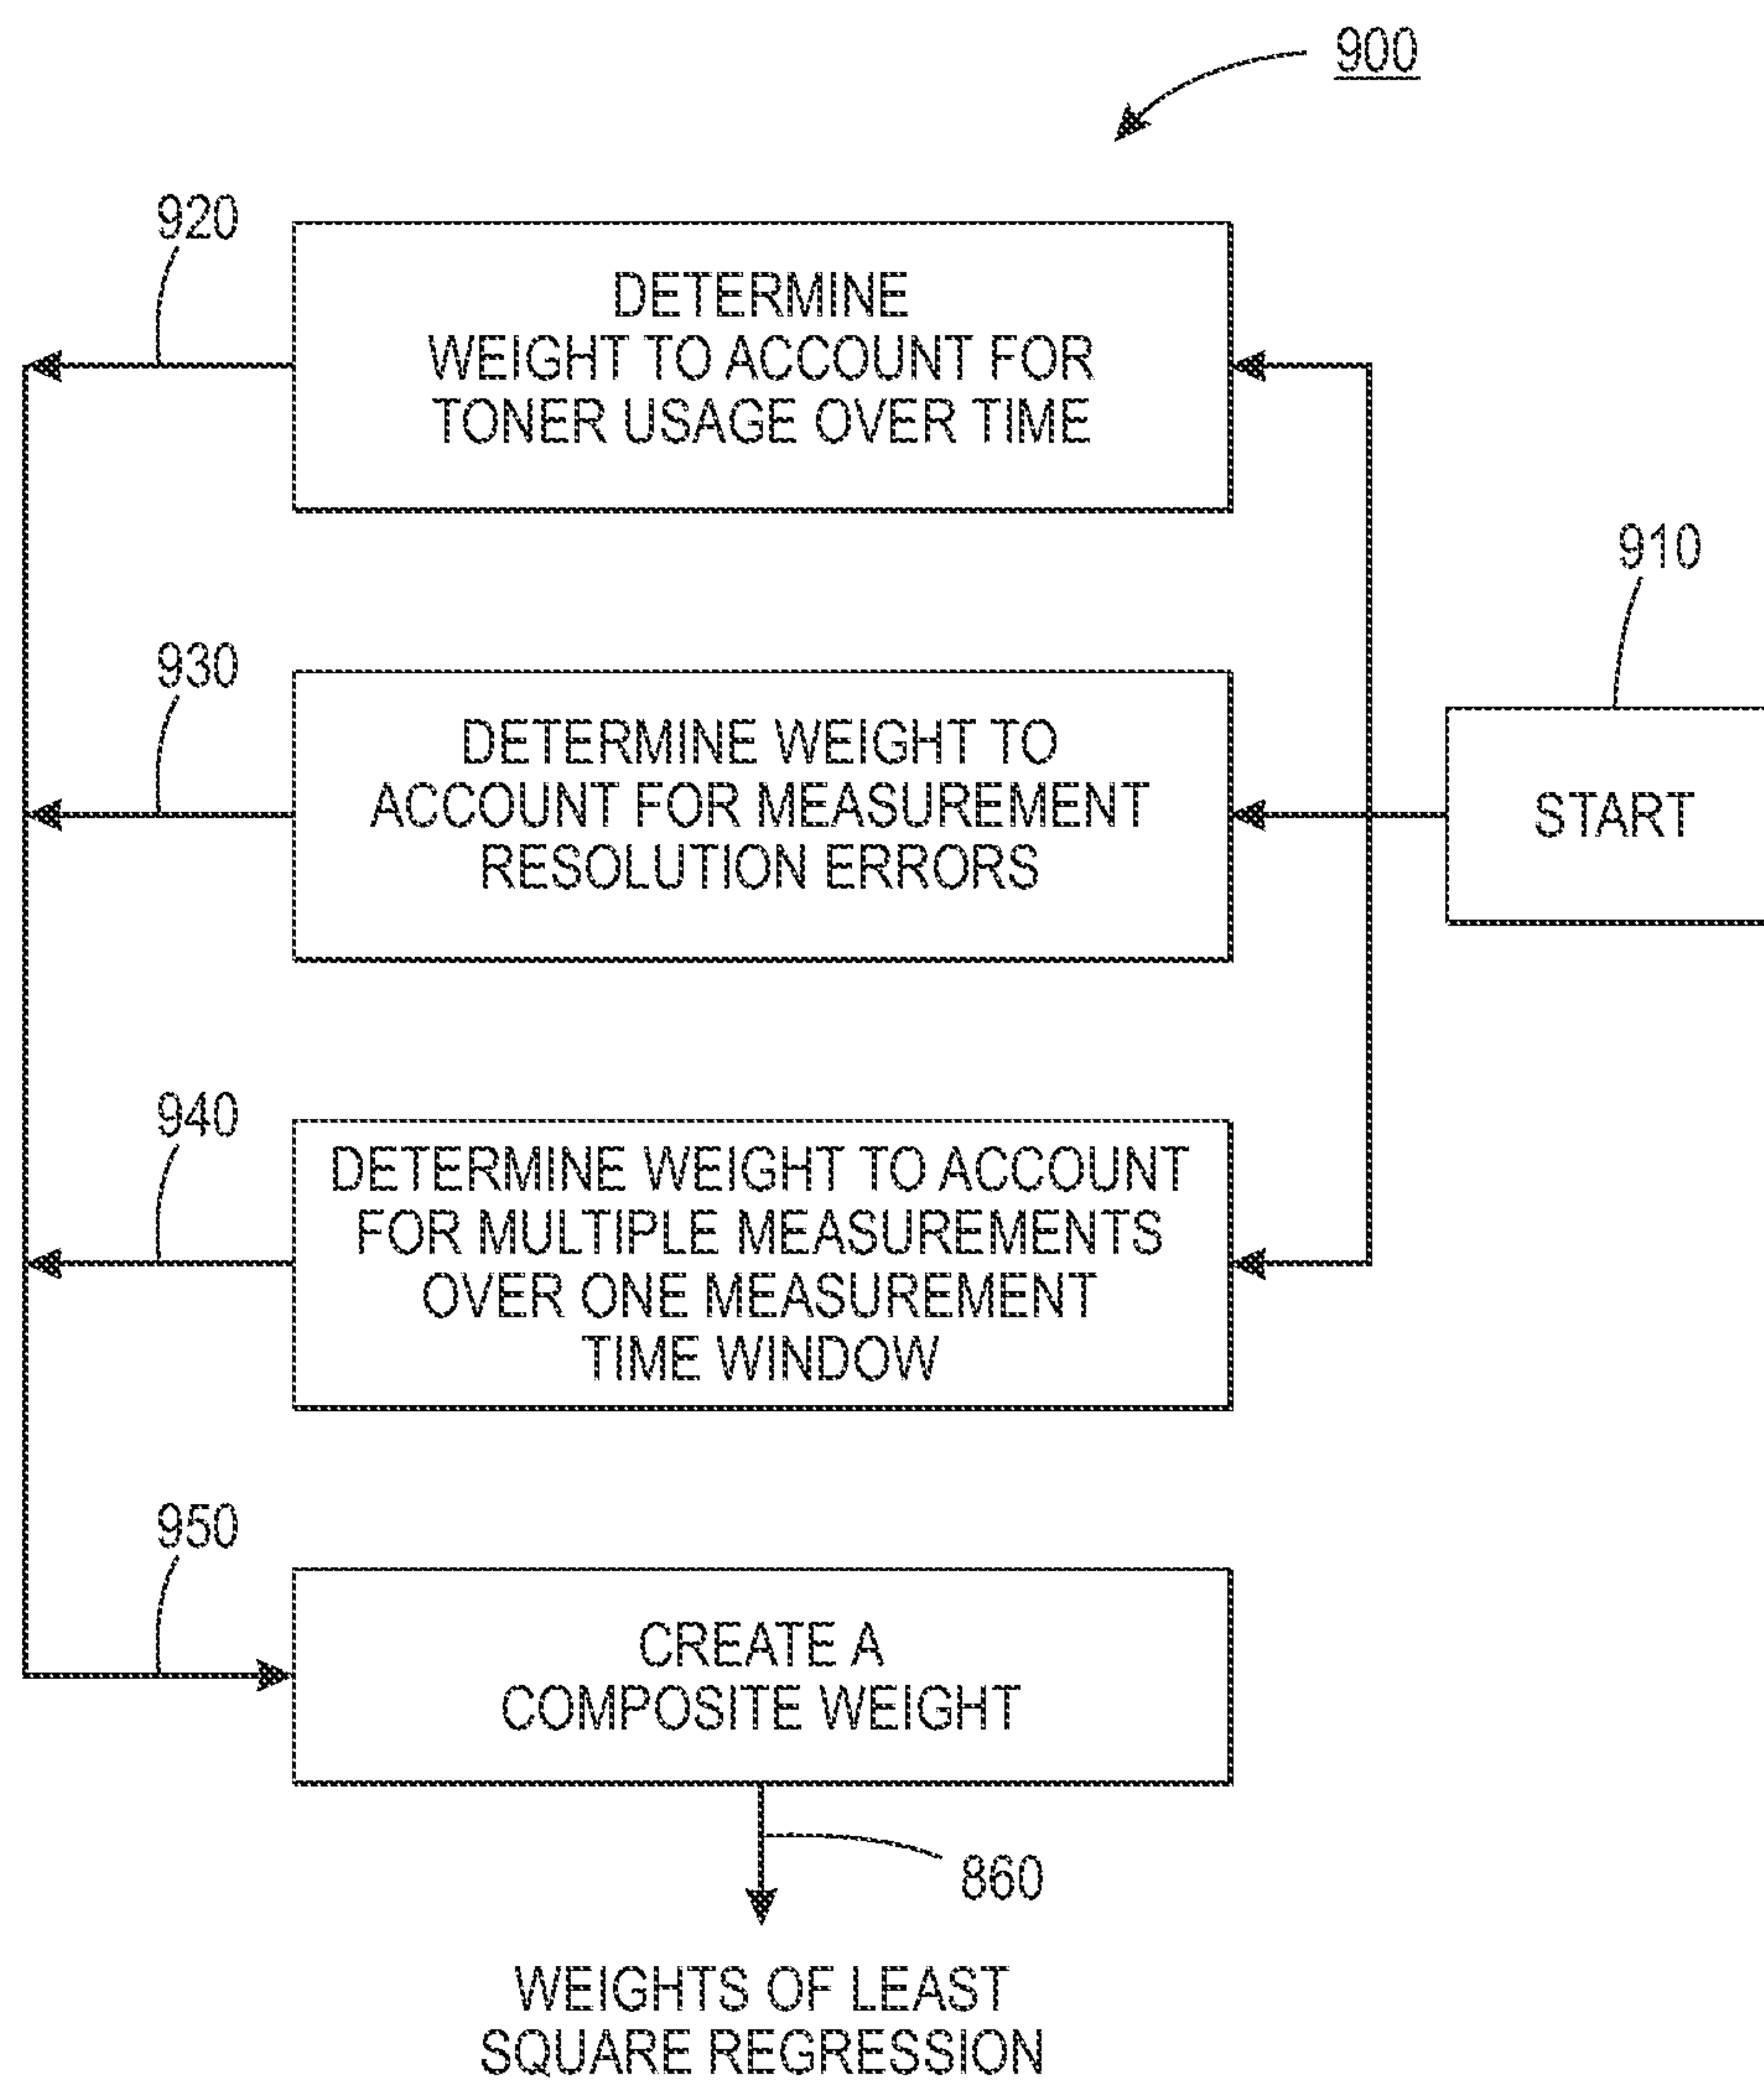 900
920
DETERMINE
WEIGHT TO ACCOUNT FOR
TONER USAGE OVER TIME
910
START
930
DETERMINE WEIGHT TO
ACCOUNT FOR MEASUREMENT
RESOLUTION ERRORS
940
DETERMINE WEIGHT TO ACCOUNT
FOR MULTIPLE MEASUREMENTS
OVER ONE MEASUREMENT
TIME WINDOW
950
CREATE A
COMPOSITE WEIGHT
860
WEIGHTS OF LEAST
SQUARE REGRESSION